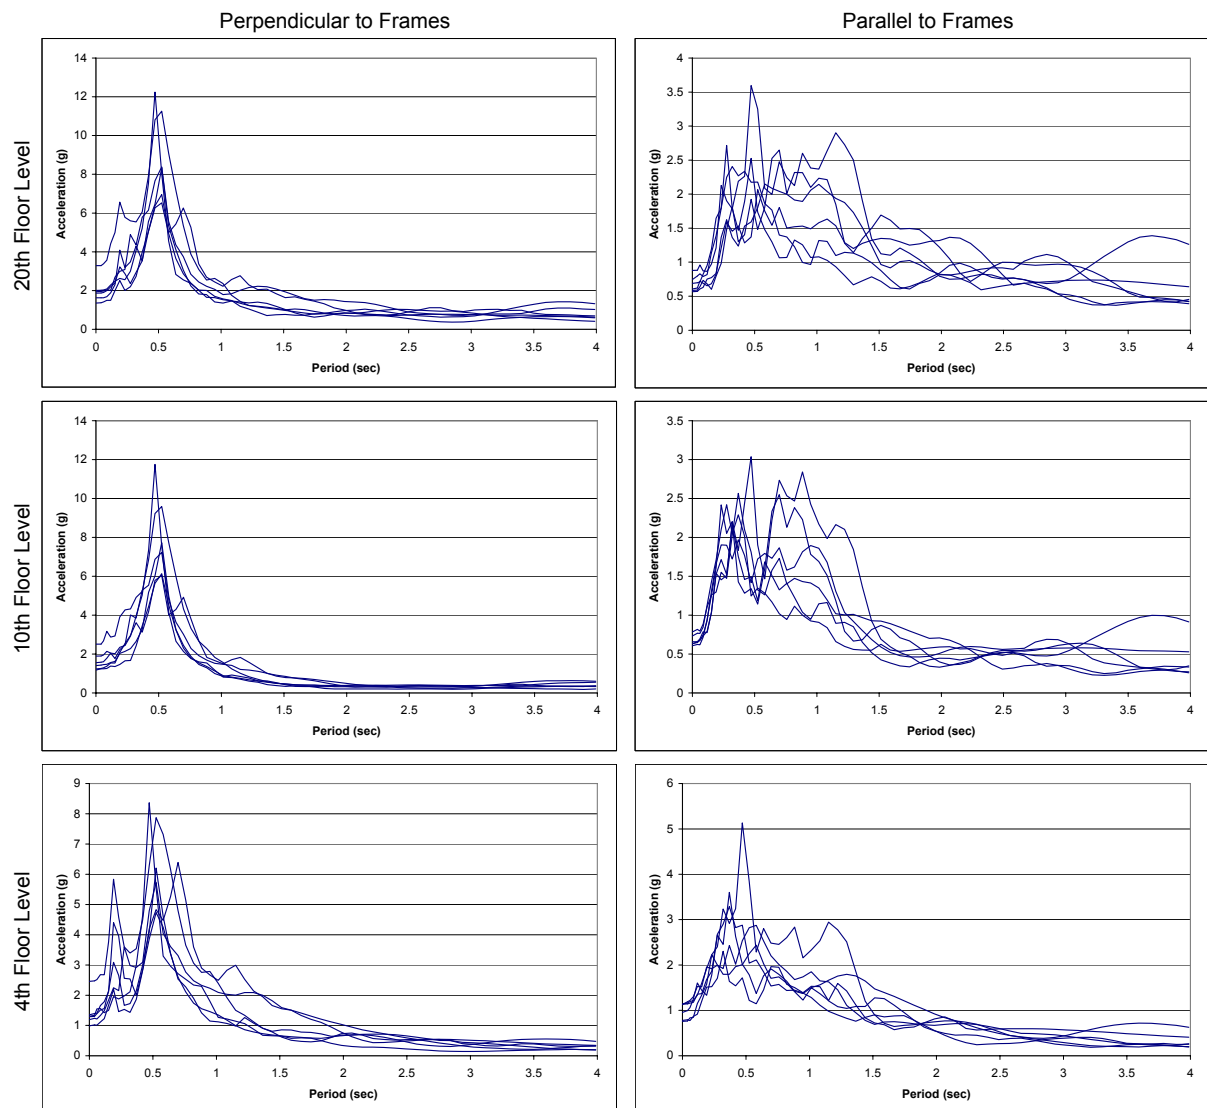 Perpendicular to Frames
Parallel to Frames
20th Floor Level
Acceleration (g)
14
12
10
8
6
4
2
0
0 0.5 1 1.5 2 2.5 3 3.5 4
Period (sec)
Acceleration (g)
4
3.5
3
2.5
2
1.5
1
0.5
0
0 0.5 1 1.5 2 2.5 3 3.5 4
Period (sec)
10th Floor Level
Acceleration (g)
14
12
10
8
6
4
2
0
0 0.5 1 1.5 2 2.5 3 3.5 4
Period (sec)
Acceleration (g)
3.5
3
2.5
2
1.5
1
0.5
0
0 0.5 1 1.5 2 2.5 3 3.5 4
Period (sec)
4th Floor Level
Acceleration (g)
9
8
7
6
5
4
3
2
1
0
0 0.5 1 1.5 2 2.5 3 3.5 4
Period (sec)
Acceleration (g)
6
5
4
3
2
1
0
0 0.5 1 1.5 2 2.5 3 3.5 4
Period (sec)